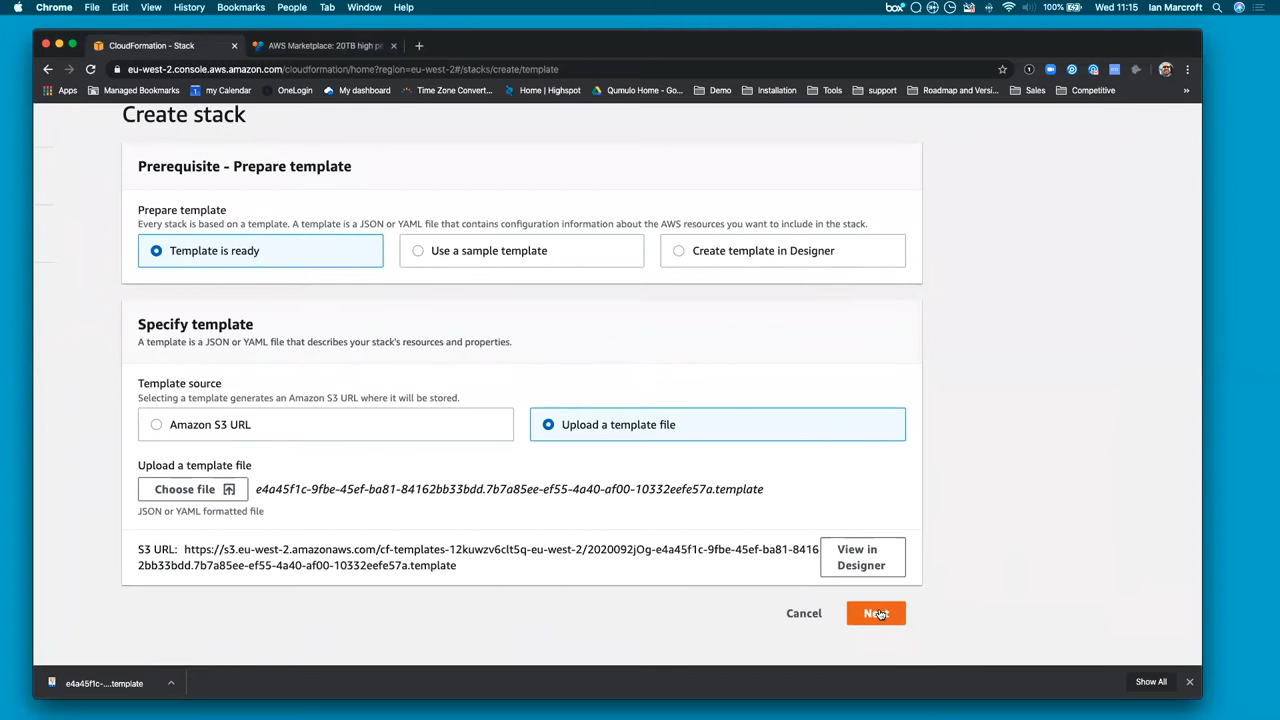 Chrome File Edit View History Bookmarks People Tab Window Help
box 100% Wed 11:15 Ian Marcroft
CloudFormation - Stack
AWS Marketplace: 20TB high pe
eu-west-2.console.aws.amazon.com/cloudformation/home?region=eu-west-2#/stacks/create/template
Apps Managed Bookmarks my Calendar OneLogin My dashboard Time Zone Convert... Home | Highspot Qumulo Home - Go... Demo Installation Tools support Roadmap and Versi... Sales Competitive »
Create stack
Prerequisite - Prepare template
Prepare template
Every stack is based on a template. A template is a JSON or YAML file that contains configuration information about the AWS resources you want to include in the stack.
Template is ready
Use a sample template
Create template in Designer
Specify template
A template is a JSON or YAML file that describes your stack's resources and properties.
Template source
Selecting a template generates an Amazon S3 URL where it will be stored.
Amazon S3 URL
Upload a template file
Upload a template file
Choose file e4a45f1c-9fbe-45ef-ba81-84162bb33bdd.7b7a85ee-ef55-4a40-af00-10332eefe57a.template
JSON or YAML formatted file
S3 URL: https://s3.eu-west-2.amazonaws.com/cf-templates-12kuwzv6clt5q-eu-west-2/2020092jOg-e4a45f1c-9fbe-45ef-ba81-8416
2bb33bdd.7b7a85ee-ef55-4a40-af00-10332eefe57a.template
View in
Designer
Cancel
Next
e4a45f1c-....template
Show All